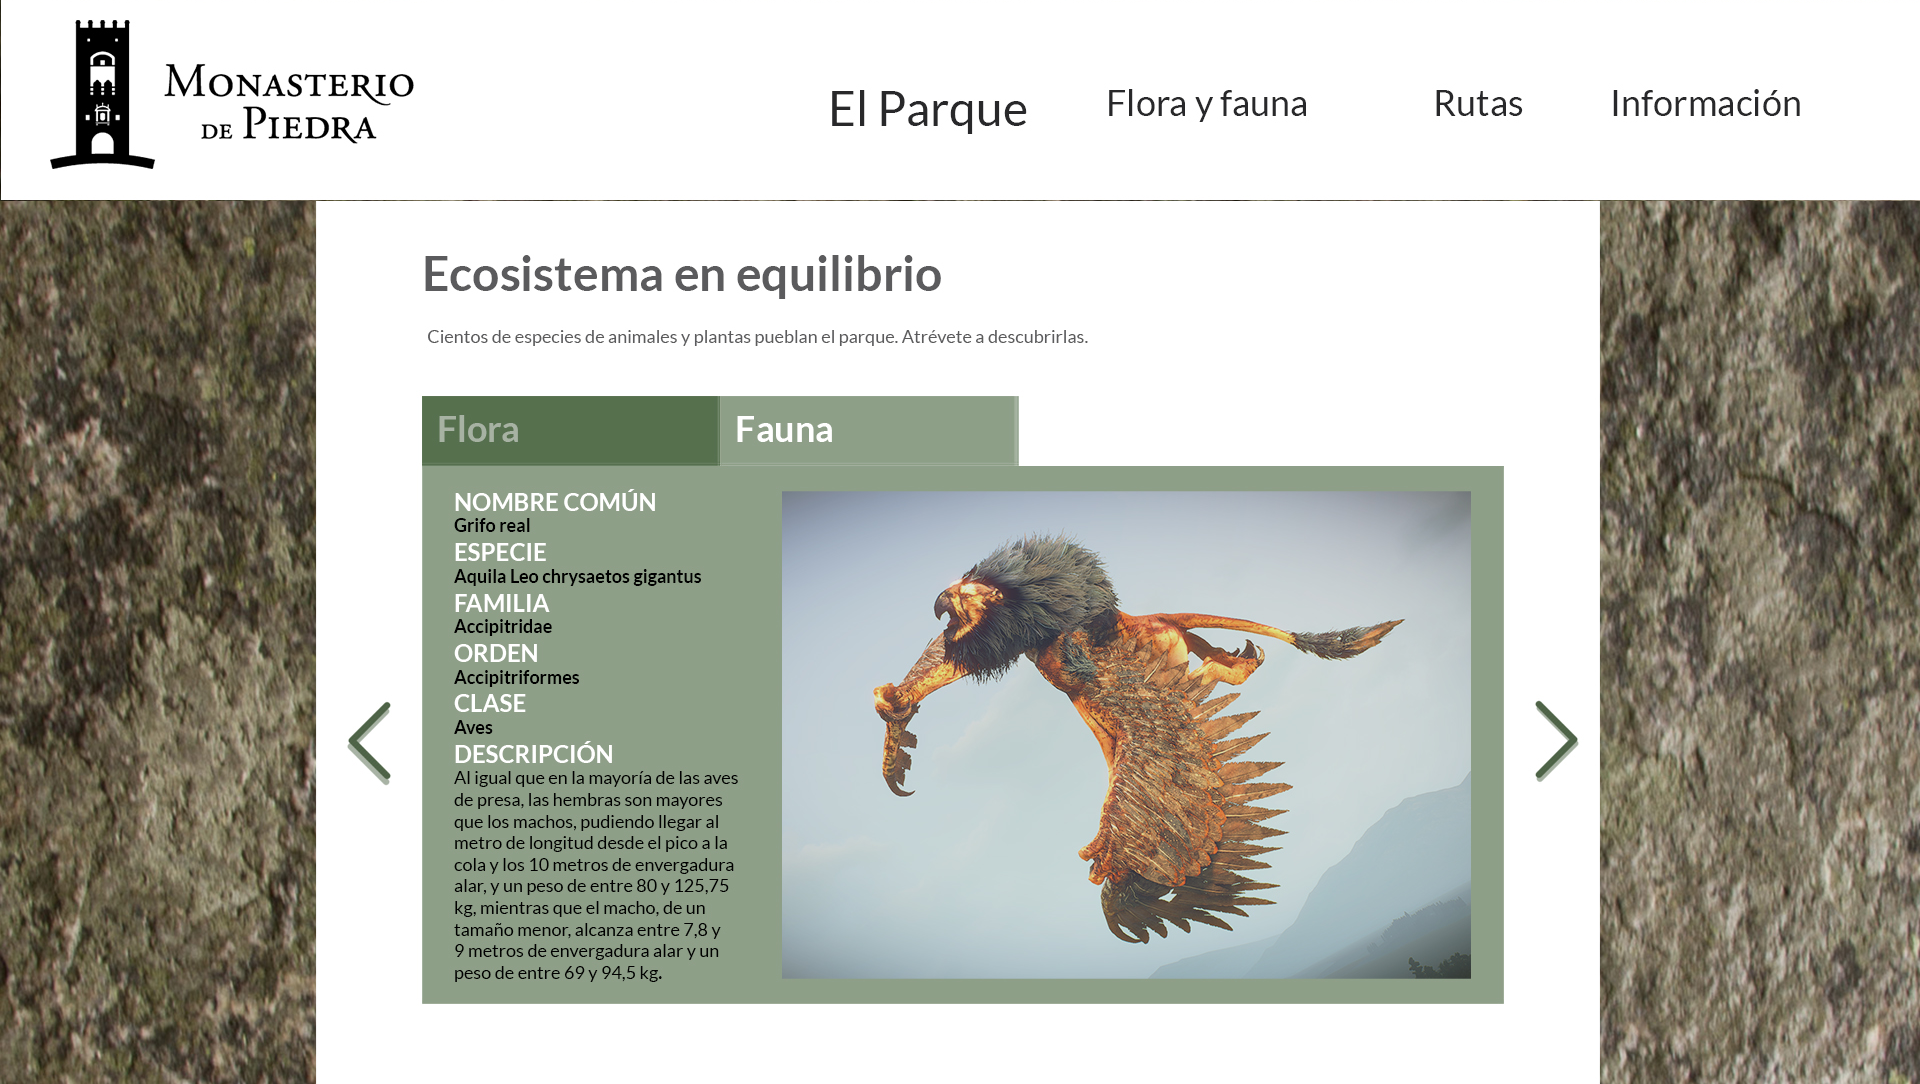 MONASTERIO
DE PIEDRA
El Parque
Flora y fauna
Rutas
Información
Ecosistema en equilibrio
Cientos de especies de animales y plantas pueblan el parque. Atrévete a descubrirlas.
Flora
Fauna
NOMBRE COMÚN
Grifo real
ESPECIE
Aquila Leo chrysaetos gigantus
FAMILIA
Accipitridae
ORDEN
Accipitriformes
CLASE
Aves
DESCRIPCIÓN
Al igual que en la mayoría de las aves
de presa, las hembras son mayores
que los machos, pudiendo llegar al
metro de longitud desde el pico a la
cola y los 10 metros de envergadura
alar, y un peso de entre 80 y 125,75
kg, mientras que el macho, de un
tamaño menor, alcanza entre 7,8 y
9 metros de envergadura alar y un
peso de entre 69 y 94,5 kg.